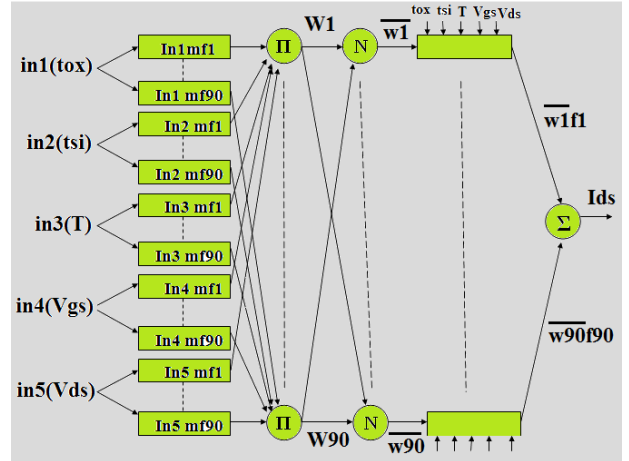 tox tsi T Vgs Vds
W1
w1
In1mf1
Π
N
in1(tox)
In1 mf90
In2 mf1
w1f1
in2(tsi)
In2 mf90
In3 mf1
Ids
in3(T)
Σ
In3 mf90
In4 mf1
in4(Vgs)
In4 mf90
w90f90
In5 mf1
in5(Vds)
In5 mf90
Π
N
W90
w90